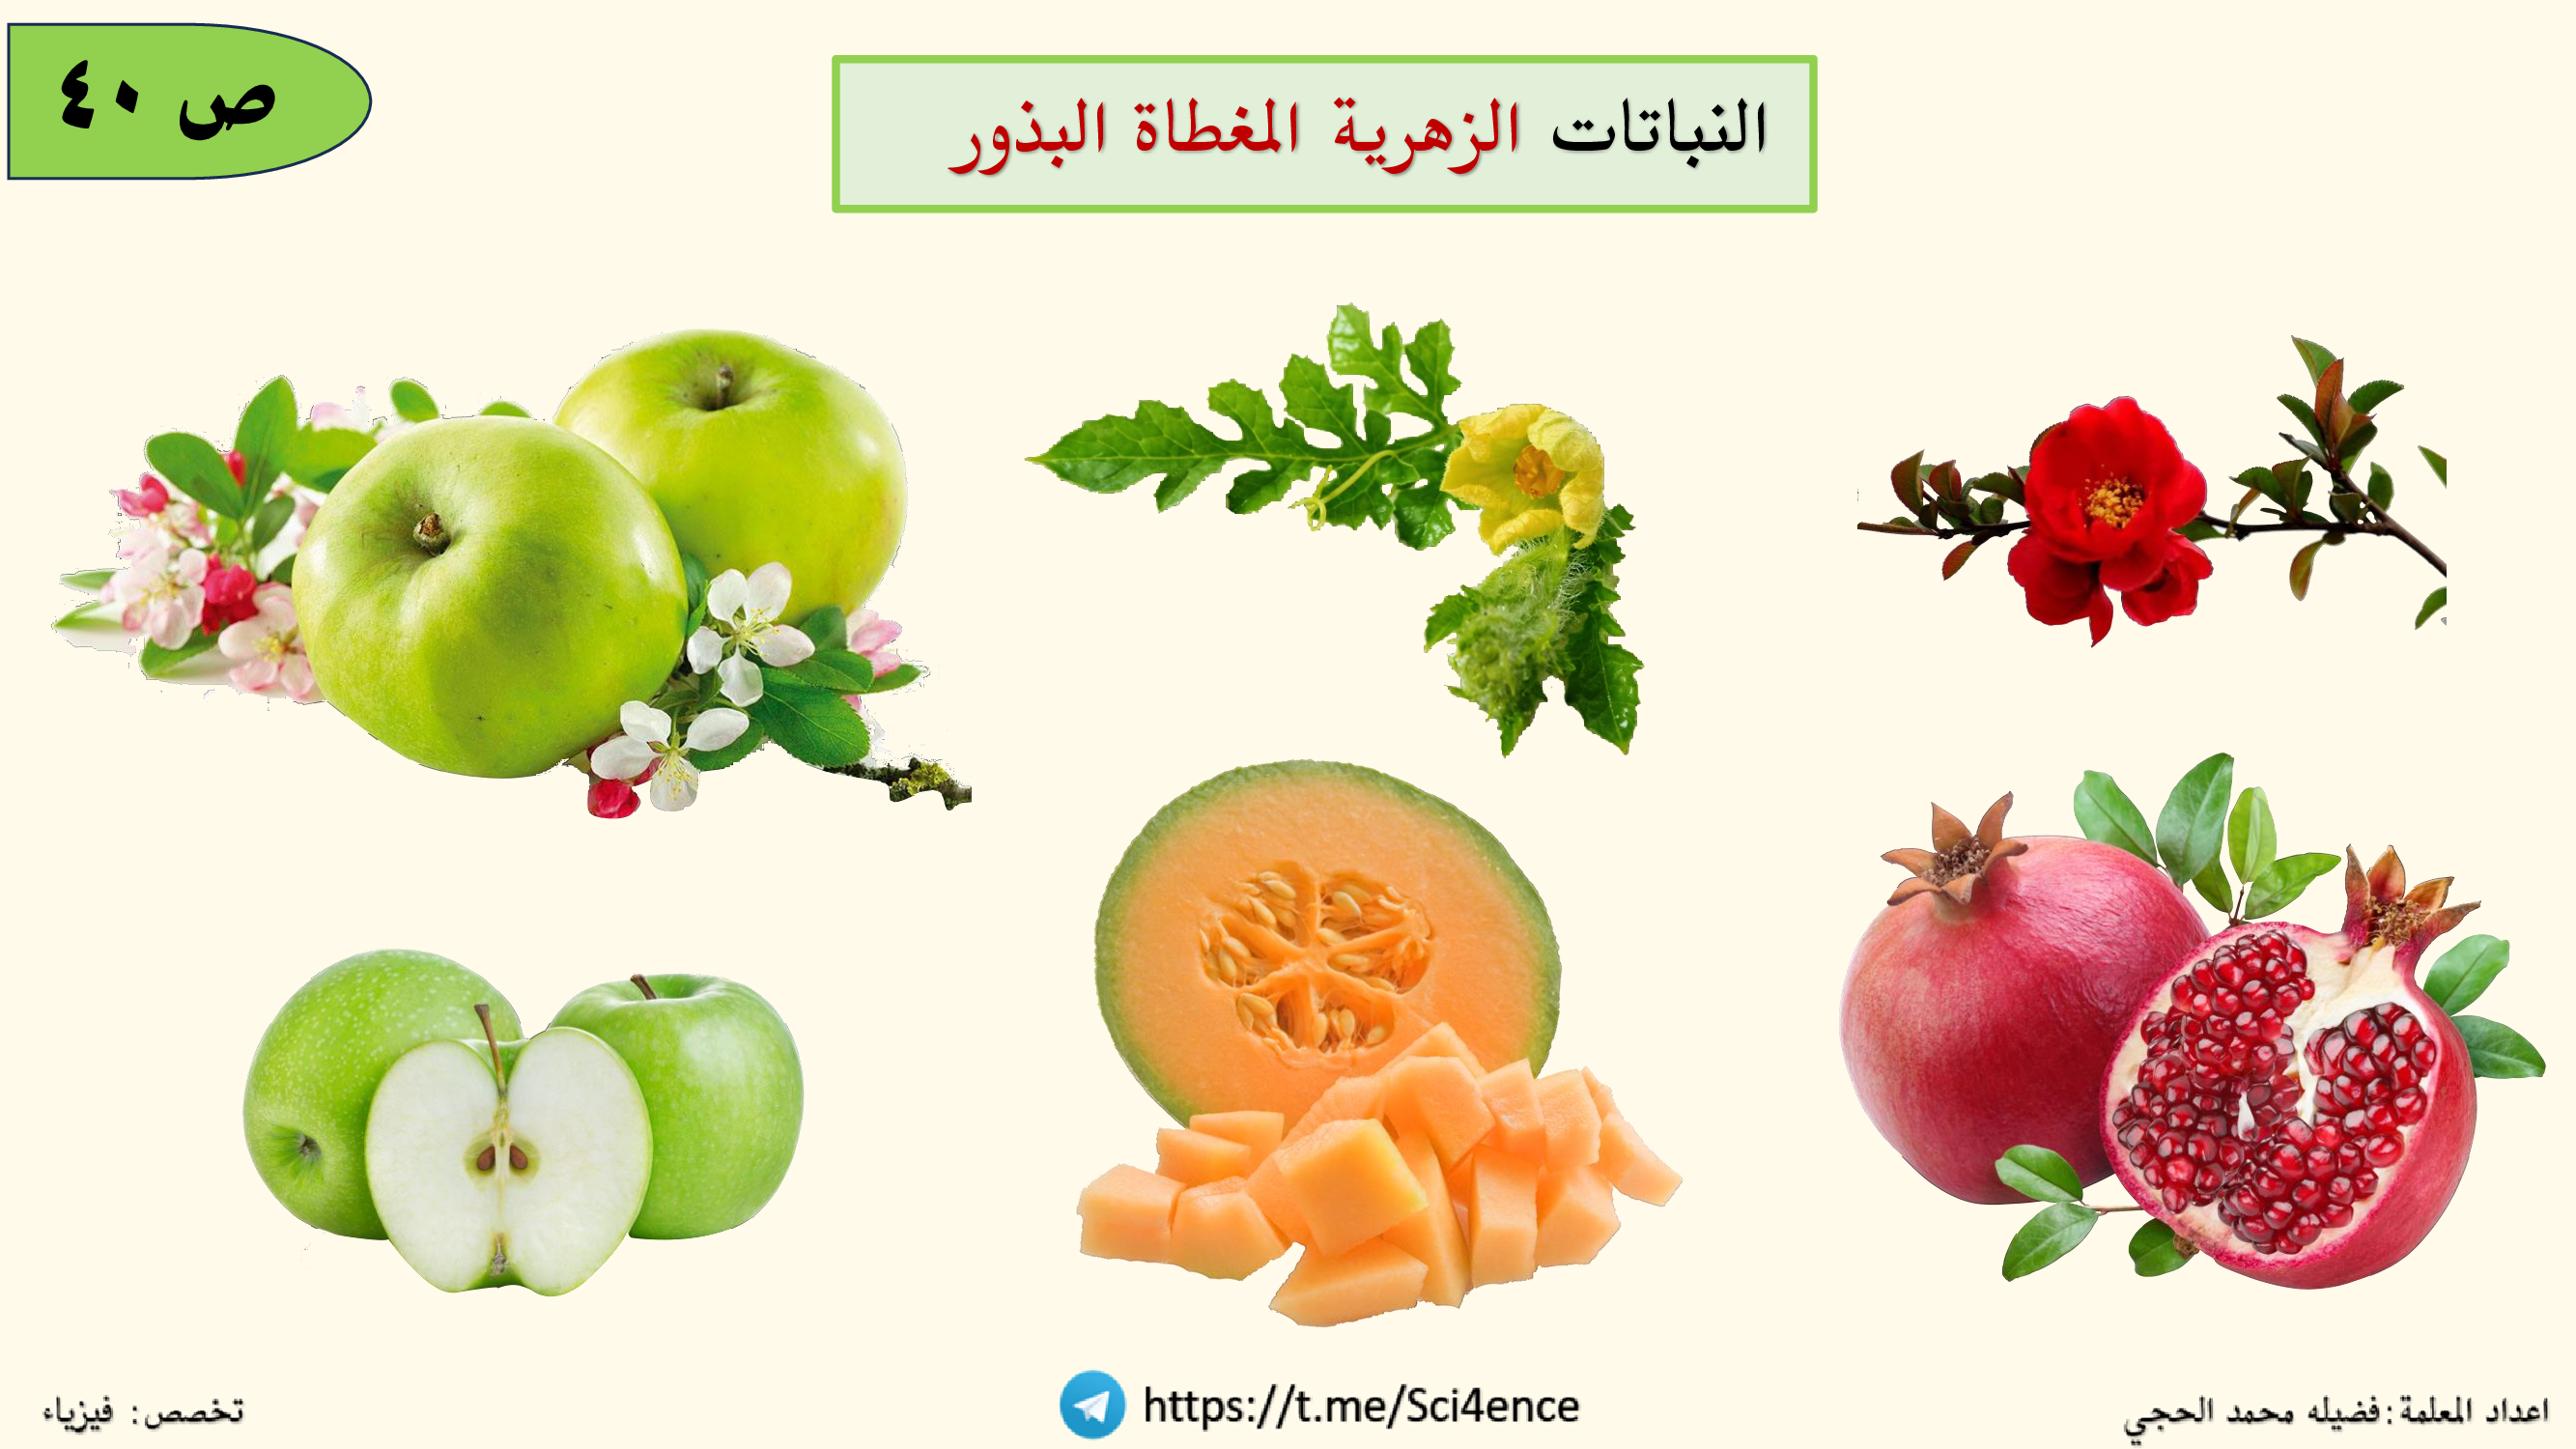 ص ٤٠
النباتات الزهرية المغطاة البذور
اعداد المعلمة:فضيله محمد الحجي
https://t.me/Sci4ence
تخصص: فيزياء